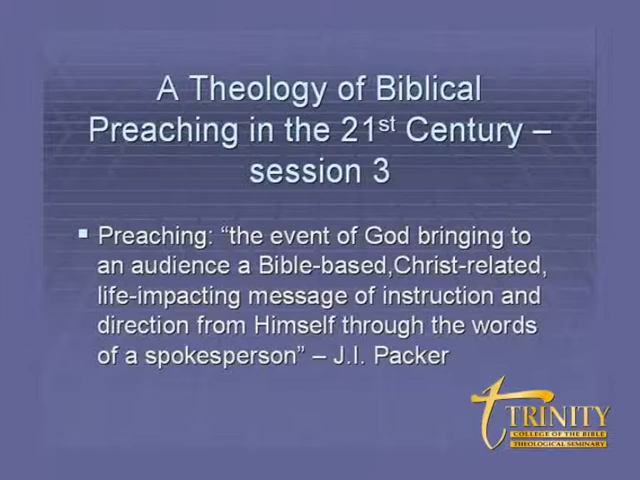 A Theology of Biblical
Preaching in the 21st Century –
session 3
Preaching: “the event of God bringing to
an audience a Bible-based,Christ-related,
life-impacting message of instruction and
direction from Himself through the words
of a spokesperson” – J.I. Packer
TRINITY
COLLEGE OF THE BIBLE
THEOLOGICAL SEMINARY